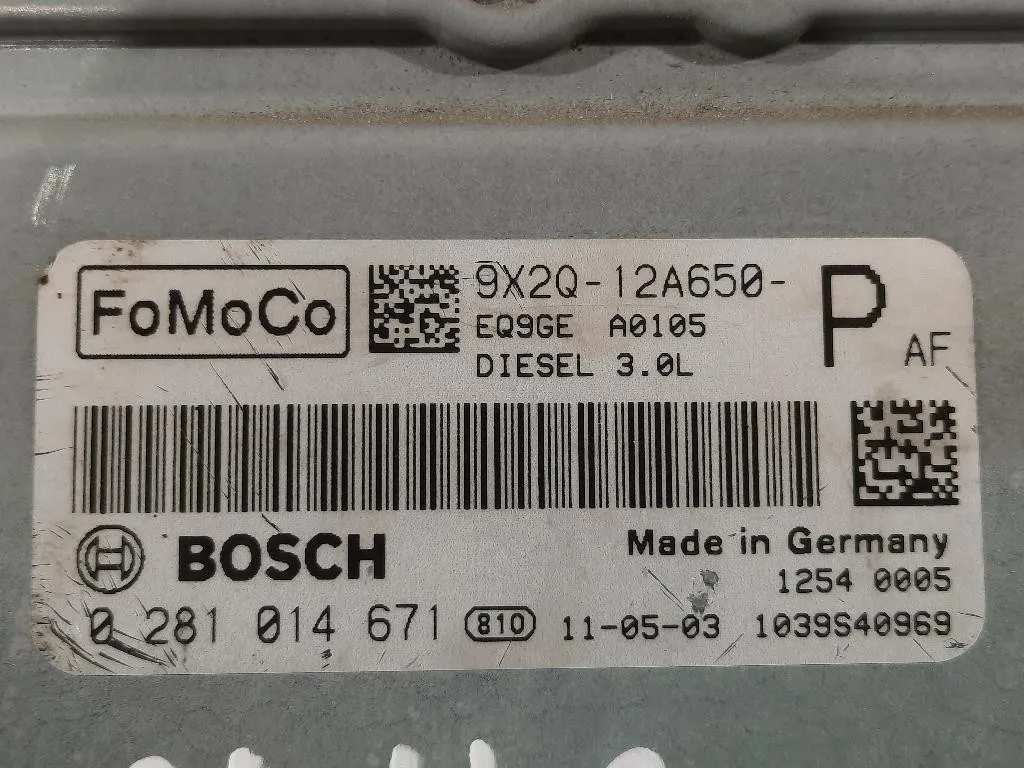 FoMoCo
9X2Q-12A650-
P
AF
EQ9GE A0105
DIESEL 3.0L
BOSCH
Made in Germany
1254 0005
0 281 014 671
810
11-05-03
1039S40969